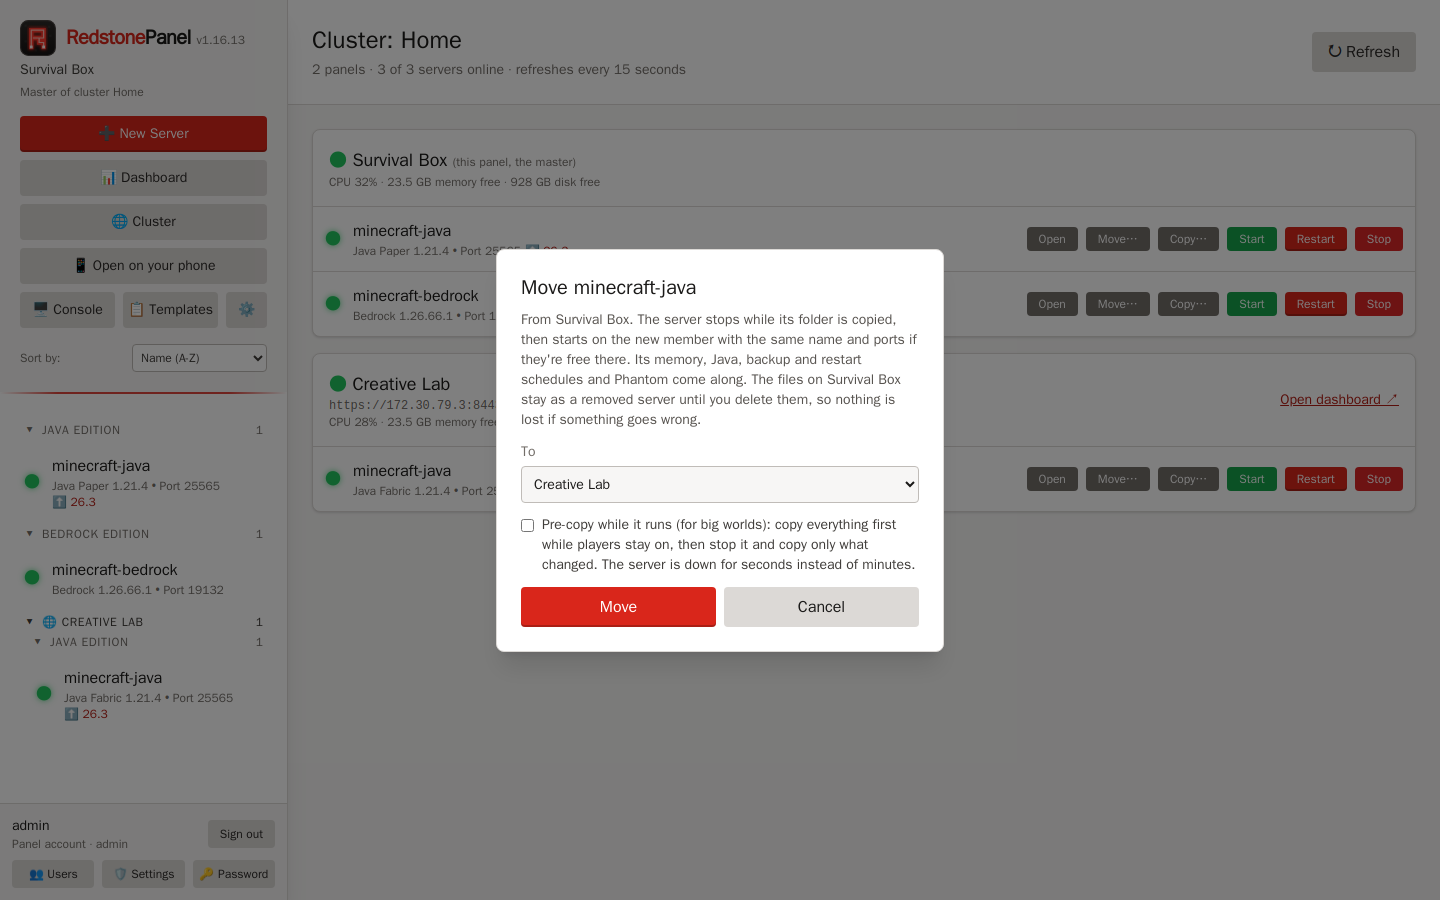 RedstonePanel v1.16.13
Survival Box
Master of cluster Home
➕ New Server
📊 Dashboard
🌐 Cluster
📱 Open on your phone
🖥️ Console
📋 Templates
⚙️
Sort by:
Name (A-Z)
▼ JAVA EDITION 1
minecraft-java
Java Paper 1.21.4 • Port 25565
⬆️ 26.3
▼ BEDROCK EDITION 1
minecraft-bedrock
Bedrock 1.26.66.1 • Port 19132
▼ 🌐 CREATIVE LAB 1
▼ JAVA EDITION 1
minecraft-java
Java Fabric 1.21.4 • Port 25565
⬆️ 26.3
admin
Panel account · admin
Sign out
👥 Users
🛡️ Settings
🔑 Password
Cluster: Home
2 panels · 3 of 3 servers online · refreshes every 15 seconds
↻ Refresh
Survival Box (this panel, the master)
CPU 32% · 23.5 GB memory free · 928 GB disk free
minecraft-java
Java Paper 1.21.4 • Port 25565 ⬆️ 26.3
Open Move… Copy… Start Restart Stop
minecraft-bedrock
Bedrock 1.26.66.1 • Port 1
Open Move… Copy… Start Restart Stop
Creative Lab
https://172.30.79.3:844
CPU 28% · 23.5 GB memory fre
Open dashboard ↗
minecraft-java
Java Fabric 1.21.4 • Port 2
Open Move… Copy… Start Restart Stop
Move minecraft-java
From Survival Box. The server stops while its folder is copied,
then starts on the new member with the same name and ports if
they're free there. Its memory, Java, backup and restart
schedules and Phantom come along. The files on Survival Box
stay as a removed server until you delete them, so nothing is
lost if something goes wrong.
To
Creative Lab
Pre-copy while it runs (for big worlds): copy everything first
while players stay on, then stop it and copy only what
changed. The server is down for seconds instead of minutes.
Move
Cancel